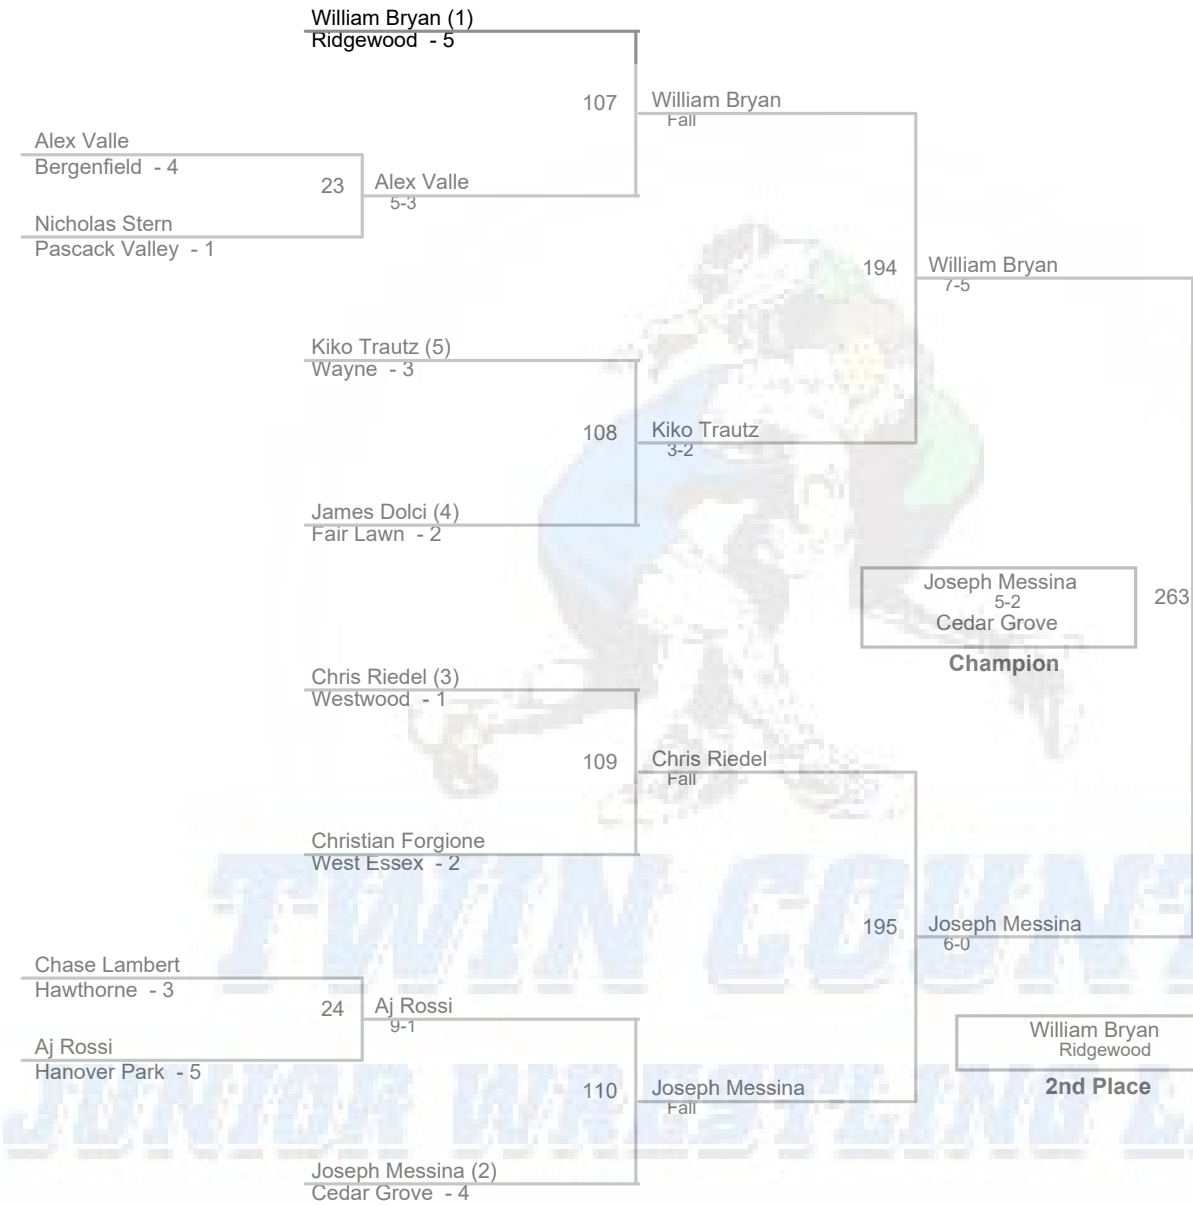 William Bryan (1)
Ridgewood - 5
107
William Bryan
Fall
Alex Valle
Bergenfield - 4
23
Alex Valle
5-3
Nicholas Stern
Pascack Valley - 1
194
William Bryan
7-5
Kiko Trautz (5)
Wayne - 3
108
Kiko Trautz
3-2
James Dolci (4)
Fair Lawn - 2
Joseph Messina
5-2
Cedar Grove
263
Champion
Chris Riedel (3)
Westwood - 1
109
Chris Riedel
Fall
Christian Forgione
West Essex - 2
TWIN COUNT
195
Joseph Messina
6-0
Chase Lambert
Hawthorne - 3
24
Aj Rossi
9-1
Aj Rossi
Hanover Park - 5
William Bryan
Ridgewood
2nd Place
110
Joseph Messina
Fall
JUNIOR WRESTLING L
Joseph Messina (2)
Cedar Grove - 4